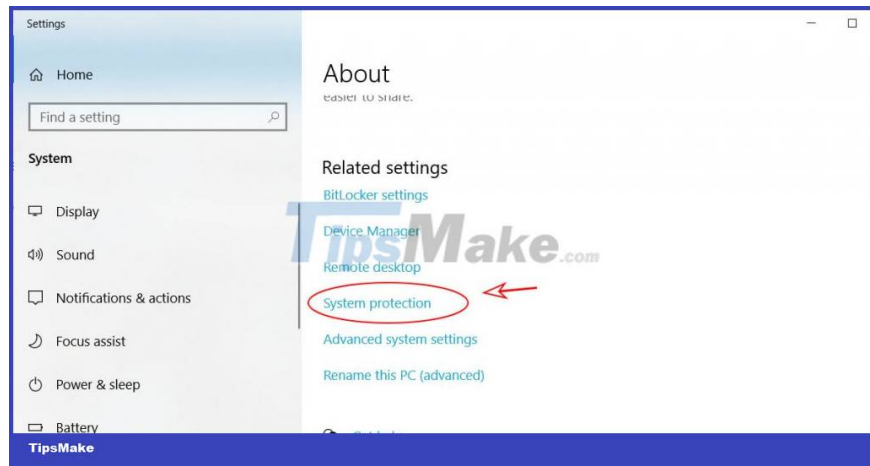 Settings
Home
Find a setting
System
Display
Sound
Notifications & actions
Focus assist
Power & sleep
Battery
About
easier to share.
Related settings
BitLocker settings
Device Manager
Remote desktop
System protection
Advanced system settings
Rename this PC (advanced)
TipsMake.com
TipsMake